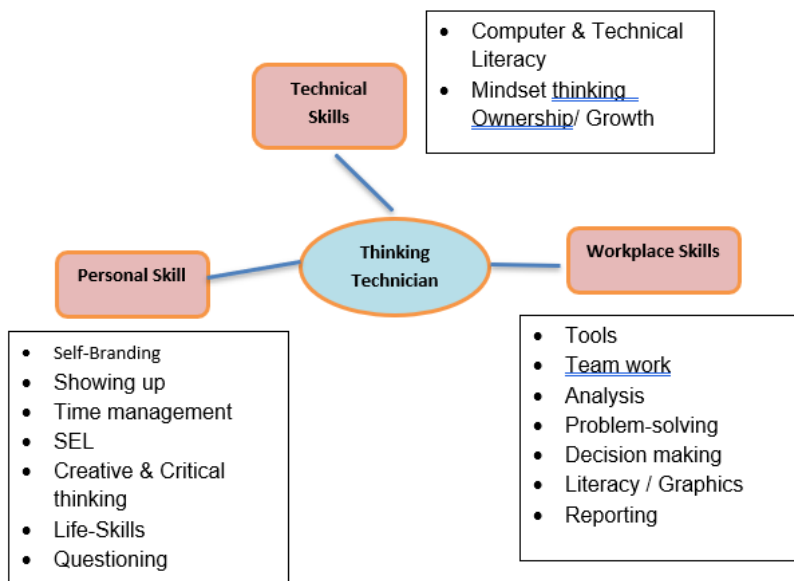 Technical
Skills
• Computer & Technical
Literacy
• Mindset thinking
Ownership/ Growth
Thinking
Technician
Personal Skill
• Self-Branding
• Showing up
• Time management
• SEL
• Creative & Critical
thinking
• Life-Skills
• Questioning
Workplace Skills
• Tools
• Team work
• Analysis
• Problem-solving
• Decision making
• Literacy / Graphics
• Reporting